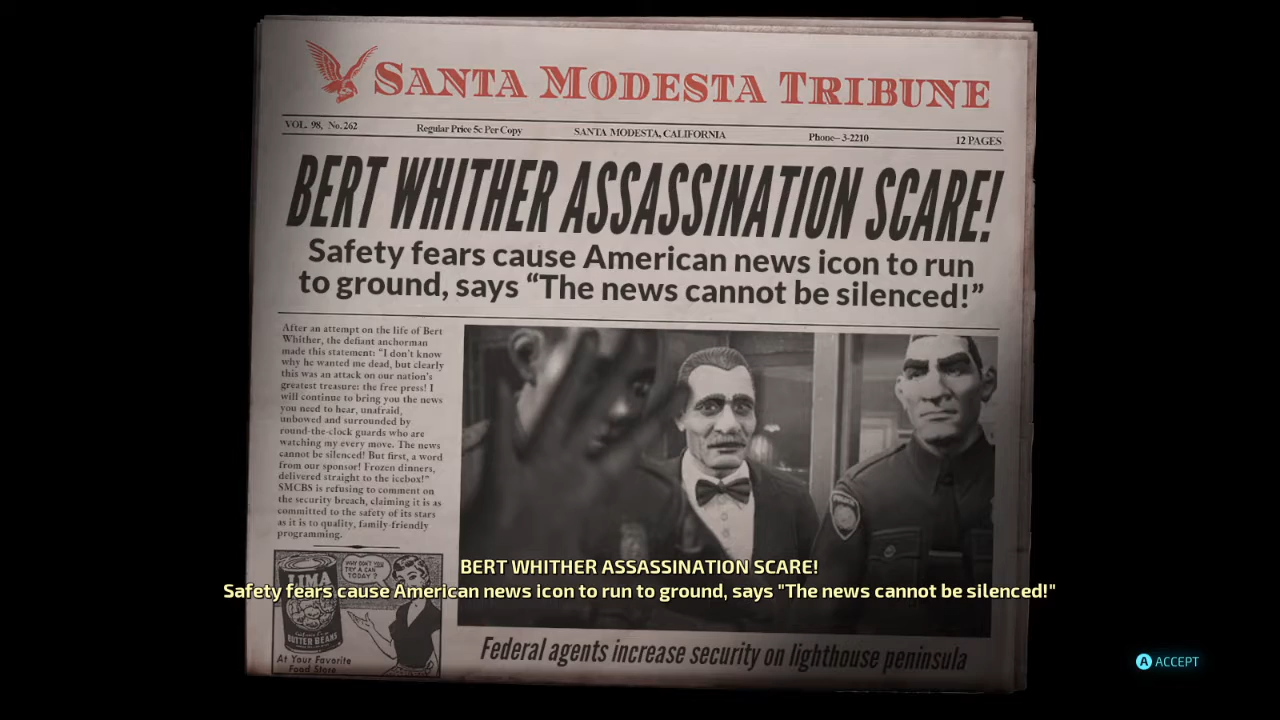 SANTA MODESTA TRIBUNE
VOL. 98, No. 262
Regular Price 5c Per Copy
SANTA MODESTA, CALIFORNIA
Phone– 3-2210
12 PAGES
BERT WHITHER ASSASSINATION SCARE!
Safety fears cause American news icon to run
to ground, says “The news cannot be silenced!”
After an attempt on the life of Bert
Whither, the defiant anchorman
made this statement: “I don't know
why he wanted me dead, but clearly
this was an attack on our nation's
greatest treasure: the free press! I
will continue to bring you the news
you need to hear, unafraid,
unbowed and surrounded by
round-the-clock guards who are
watching my every move. The news
cannot be silenced! But first, a word
from our sponsor! Frozen dinners,
delivered straight to the icebox!”
SMCBS is refusing to comment on
the security breach, claiming it is as
committed to the safety of its stars
as it is to quality, family-friendly
programming.
LIMA
BUTTER BEANS
WHY DON'T YOU
TRY A CAN
TODAY?
At Your Favorite
Food Store
BERT WHITHER ASSASSINATION SCARE!
Safety fears cause American news icon to run to ground, says "The news cannot be silenced!"
Federal agents increase security on lighthouse peninsula
A ACCEPT